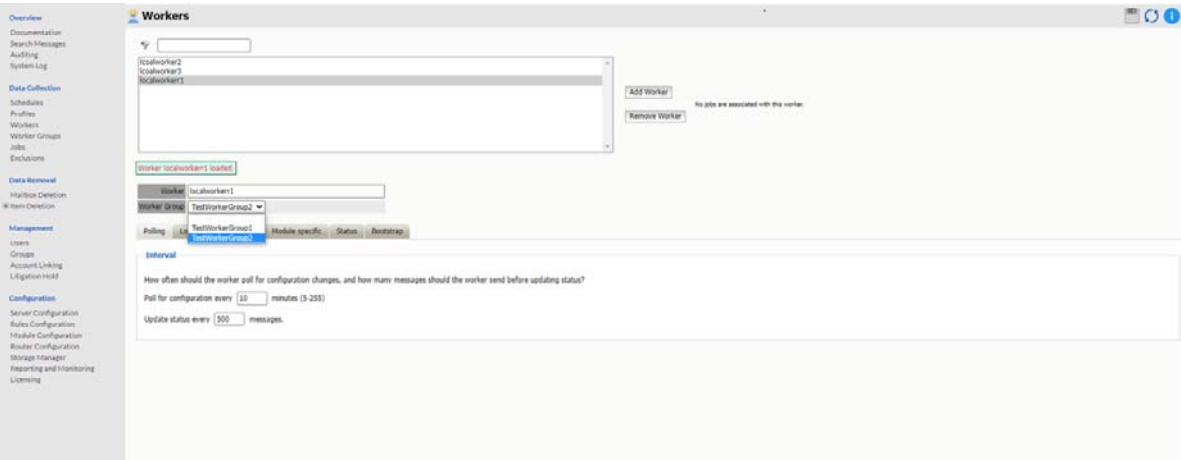 Overview
Documentation
Search Messages
Auditing
System Log
Data Collection
Schedules
Profiles
Workers
Worker Groups
Jobs
Exclusions
Data Removal
Mailbox Deletion
Item Deletion
Management
Users
Groups
Account Linking
Litigation Hold
Configuration
Server Configuration
Rules Configuration
Module Configuration
Router Configuration
Storage Manager
Reporting and Monitoring
Licensing
Workers
lcoalworker2
lcoalworker3
localworkerr1
Add Worker
Remove Worker
No jobs are associated with this worker.
Worker localworkerr1 loaded.
Worker localworkerr1
Worker Group TestWorkerGroup2
TestWorkerGroup1
TestWorkerGroup2
Polling Module specific Status Bootstrap
Interval
How often should the worker poll for configuration changes, and how many messages should the worker send before updating status?
Poll for configuration every 10 minutes (5-255)
Update status every 500 messages.